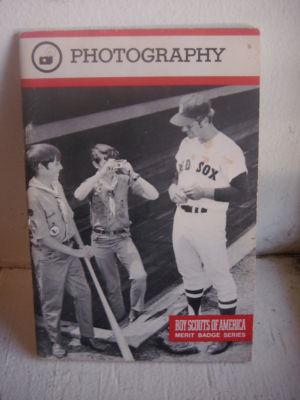 PHOTOGRAPHY
RED SOX
BOY SCOUTS OF AMERICA
MERIT BADGE SERIES